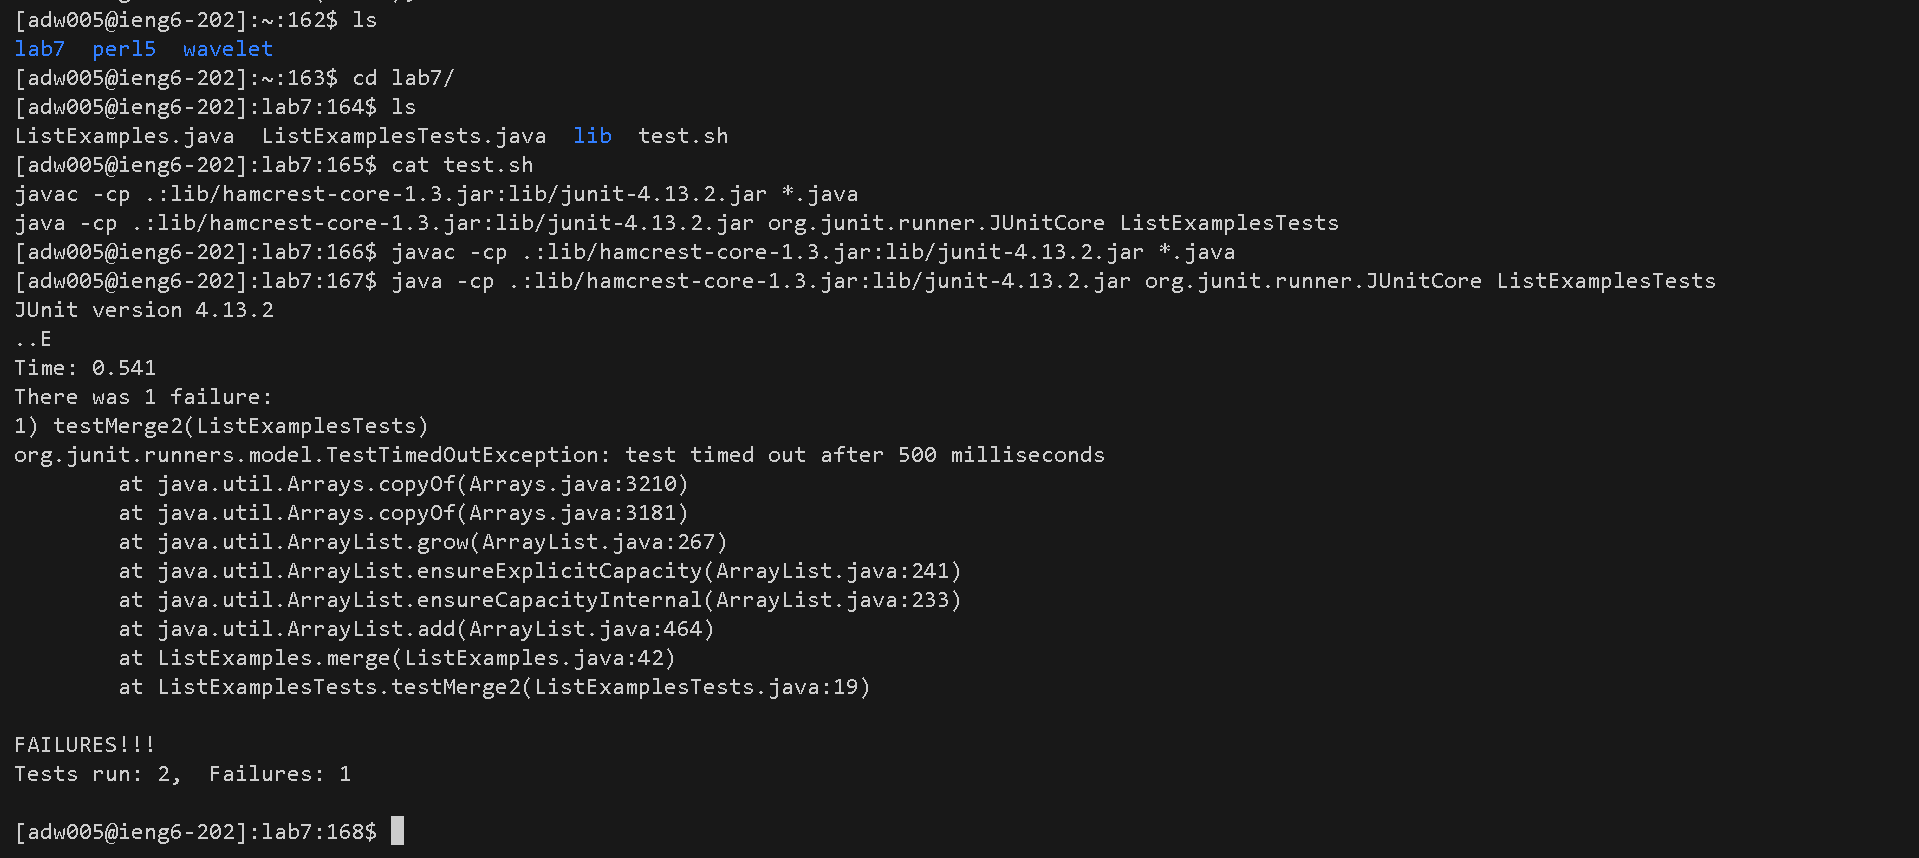 [adw005@ieng6-202]:~:162$ ls
lab7  perl5  wavelet
[adw005@ieng6-202]:~:163$ cd lab7/
[adw005@ieng6-202]:lab7:164$ ls
ListExamples.java  ListExamplesTests.java  lib  test.sh
[adw005@ieng6-202]:lab7:165$ cat test.sh
javac -cp .:lib/hamcrest-core-1.3.jar:lib/junit-4.13.2.jar *.java
java -cp .:lib/hamcrest-core-1.3.jar:lib/junit-4.13.2.jar org.junit.runner.JUnitCore ListExamplesTests
[adw005@ieng6-202]:lab7:166$ javac -cp .:lib/hamcrest-core-1.3.jar:lib/junit-4.13.2.jar *.java
[adw005@ieng6-202]:lab7:167$ java -cp .:lib/hamcrest-core-1.3.jar:lib/junit-4.13.2.jar org.junit.runner.JUnitCore ListExamplesTests
JUnit version 4.13.2
..E
Time: 0.541
There was 1 failure:
1) testMerge2(ListExamplesTests)
org.junit.runners.model.TestTimedOutException: test timed out after 500 milliseconds
        at java.util.Arrays.copyOf(Arrays.java:3210)
        at java.util.Arrays.copyOf(Arrays.java:3181)
        at java.util.ArrayList.grow(ArrayList.java:267)
        at java.util.ArrayList.ensureExplicitCapacity(ArrayList.java:241)
        at java.util.ArrayList.ensureCapacityInternal(ArrayList.java:233)
        at java.util.ArrayList.add(ArrayList.java:464)
        at ListExamples.merge(ListExamples.java:42)
        at ListExamplesTests.testMerge2(ListExamplesTests.java:19)

FAILURES!!!
Tests run: 2,  Failures: 1

[adw005@ieng6-202]:lab7:168$